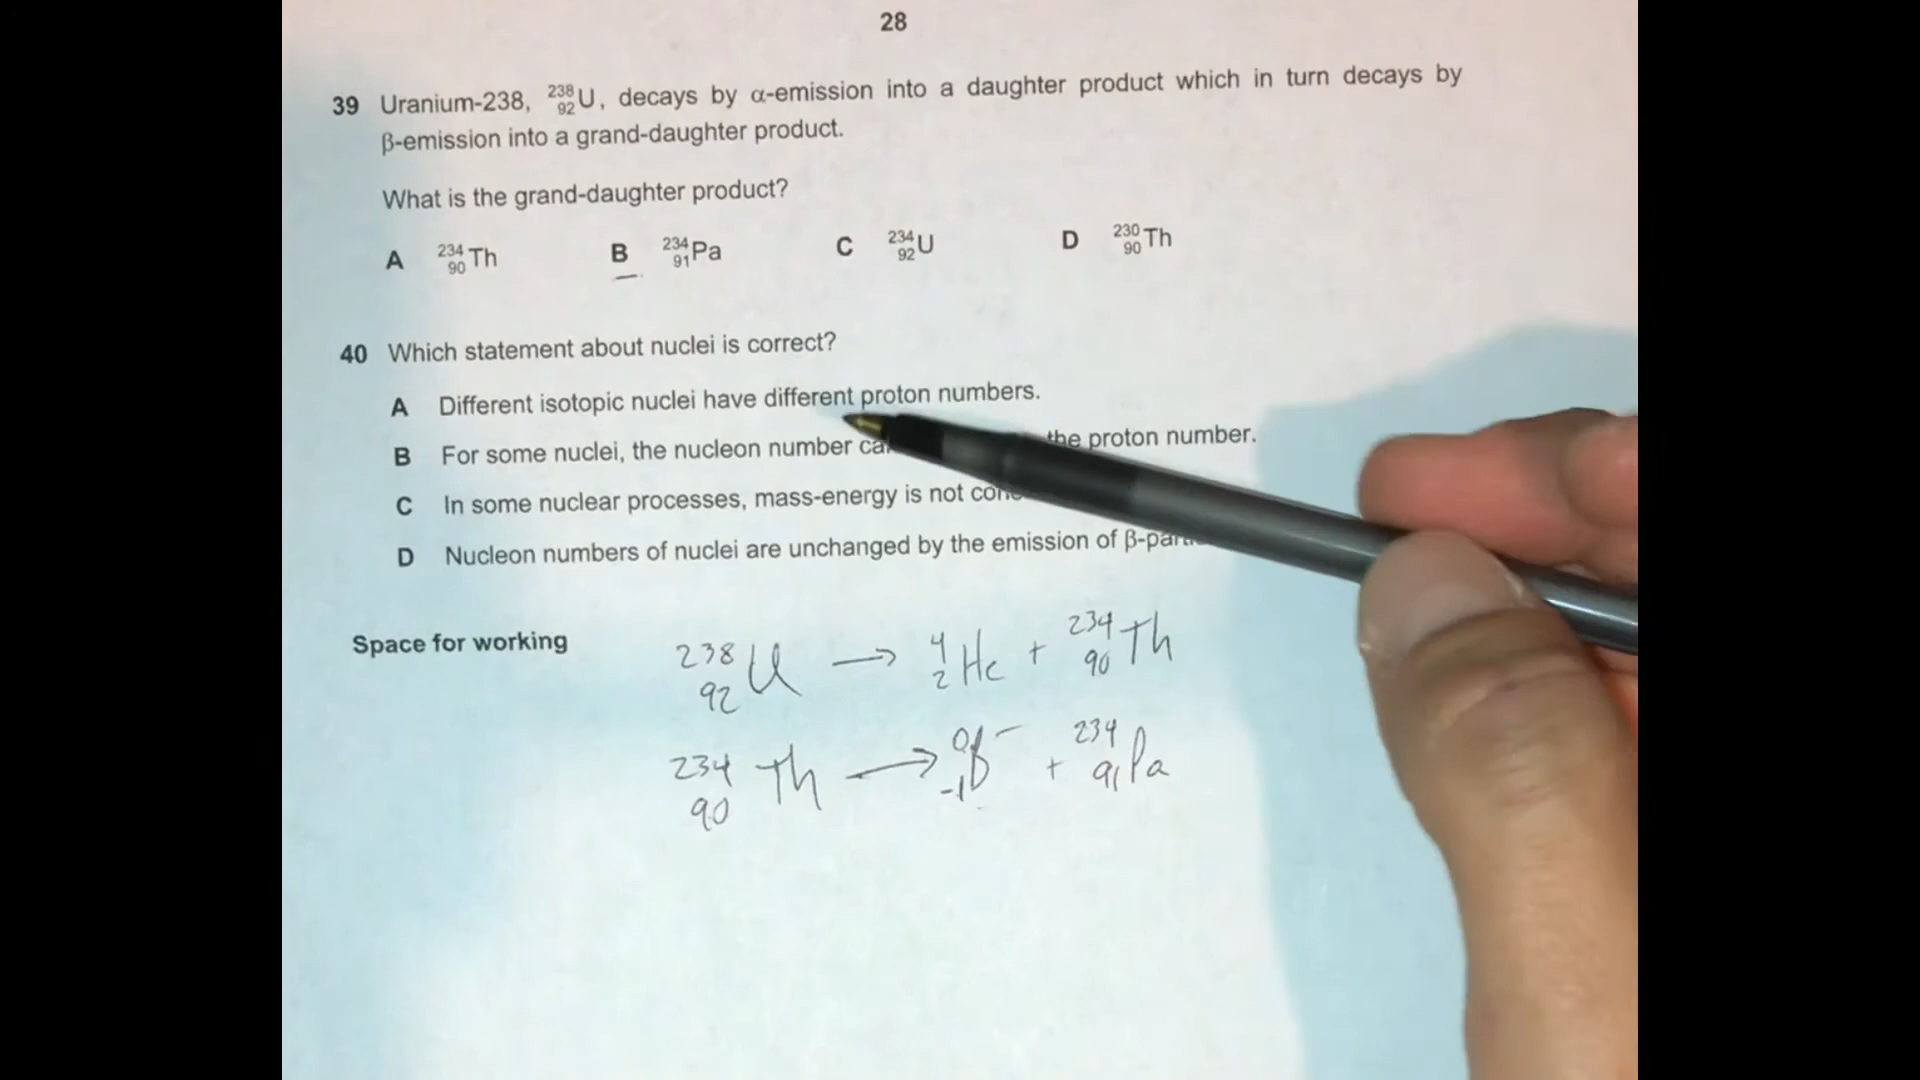 28
39 Uranium-238, ²³⁸₉₂U, decays by α-emission into a daughter product which in turn decays by
β-emission into a grand-daughter product.
What is the grand-daughter product?
A ²³⁴₉₀Th B ²³⁴₉₁Pa C ²³⁴₉₂U D ²³⁰₉₀Th
40 Which statement about nuclei is correct?
A Different isotopic nuclei have different proton numbers.
B For some nuclei, the nucleon number the proton number.
C In some nuclear processes, mass-energy is not
D Nucleon numbers of nuclei are unchanged by the emission of
Space for working
²³⁸₉₂U → ⁴₂He + ²³⁴₉₀Th
²³⁴₉₀Th → ⁰₋₁β⁻ + ²³⁴₉₁Pa